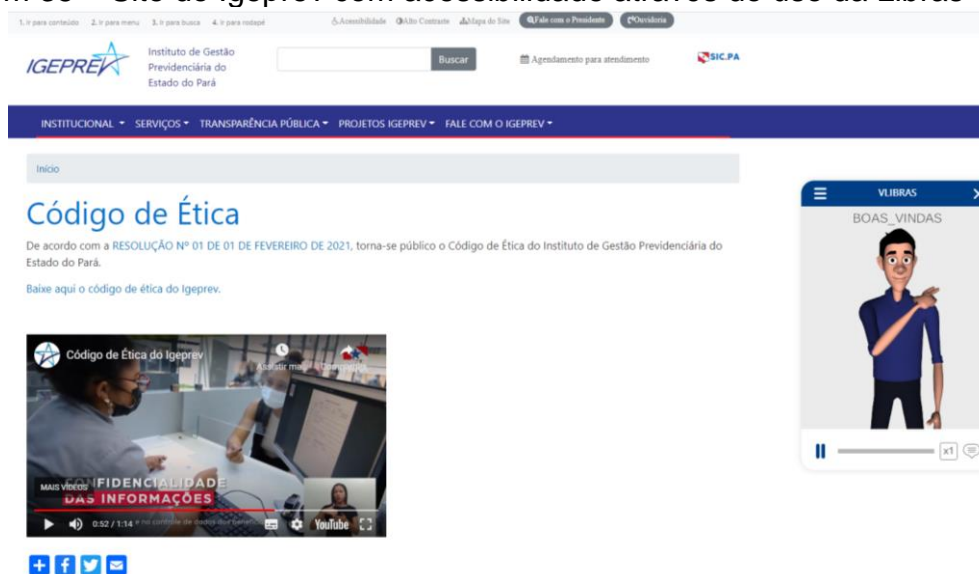 Site do Igeprev com acessibilidade através do uso da Libras
1. Ir para conteúdo 2. Ir para menu 3. Ir para busca 4. Ir para rodapé Acessibilidade Alto Contraste Mapa do Site Fale com o Presidente Ouvidoria
IGEPREV
Instituto de Gestão
Previdenciária do
Estado do Pará
Buscar
Agendamento para atendimento
SIC.PA
INSTITUCIONAL SERVIÇOS TRANSPARÊNCIA PÚBLICA PROJETOS IGEPREV FALE COM O IGEPREV
Início
Código de Ética
De acordo com a RESOLUÇÃO Nº 01 DE 01 DE FEVEREIRO DE 2021, torna-se público o Código de Ética do Instituto de Gestão Previdenciária do
Estado do Pará.
Baixe aqui o código de ética do Igeprev.
Código de Ética do Igeprev
Assistir ma
MAIS VÍDEOS
CONFIDENCIALIDADE
DAS INFORMAÇÕES
0:52 / 1:14
YouTube
VLIBRAS
BOAS_VINDAS
x1